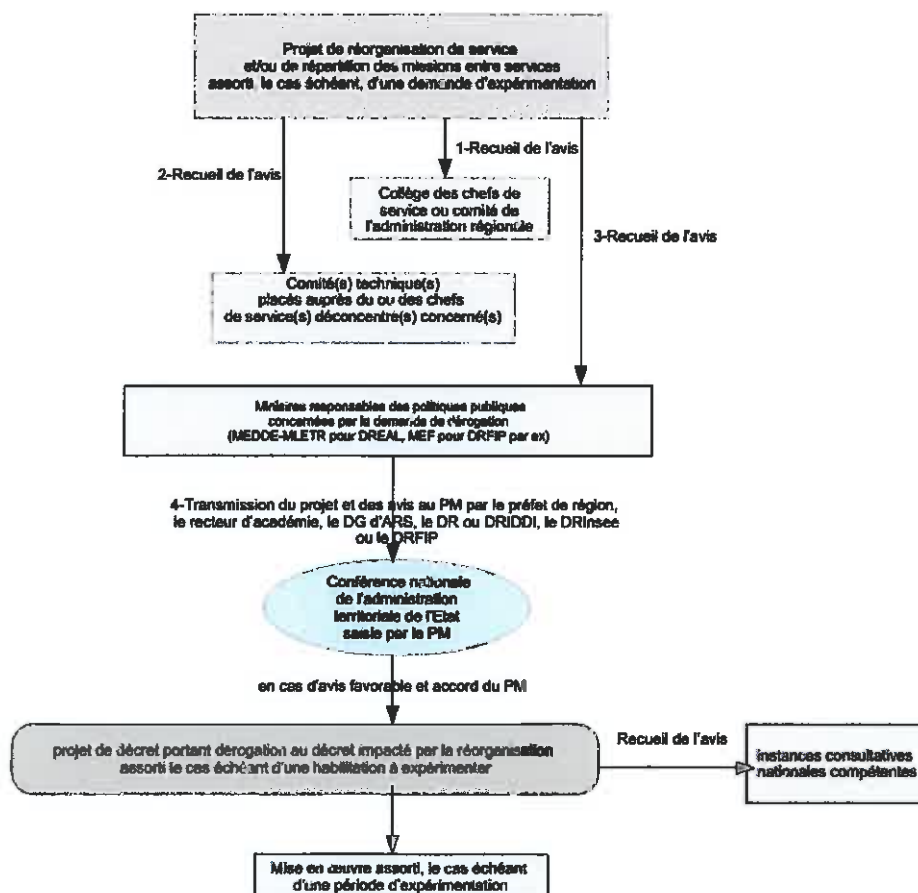 Projet de réorganisation de service
et/ou de répartition des missions entre services
assorti, le cas échéant, d'une demande d'expérimentation
1-Recueil de l'avis
2-Recueil de l'avis
Collège des chefs de
service ou comité de
l'administration régionale
3-Recueil de l'avis
Comité(s) technique(s)
placés auprès du ou des chefs
de service(s) déconcentré(s) concerné(s)
Ministres responsables des politiques publiques
concernées par la demande de dérogation
(MEDDE-MLETR pour DREAL, MEF pour DRFIP par ex)
4-Transmission du projet et des avis au PM par le préfet de région,
le recteur d'académie, le DG d'ARS, le DR ou DRIDDI, le DRInsee
ou le DRFIP
Conférence nationale
de l'administration
territoriale de l'Etat
saisie par le PM
en cas d'avis favorable et accord du PM
projet de décret portant dérogation au décret impacté par la réorganisation
assorti le cas échéant d'une habilitation à expérimenter
Recueil de l'avis
instances consultatives
nationales compétentes
Mise en œuvre assorti, le cas échéant
d'une période d'expérimentation